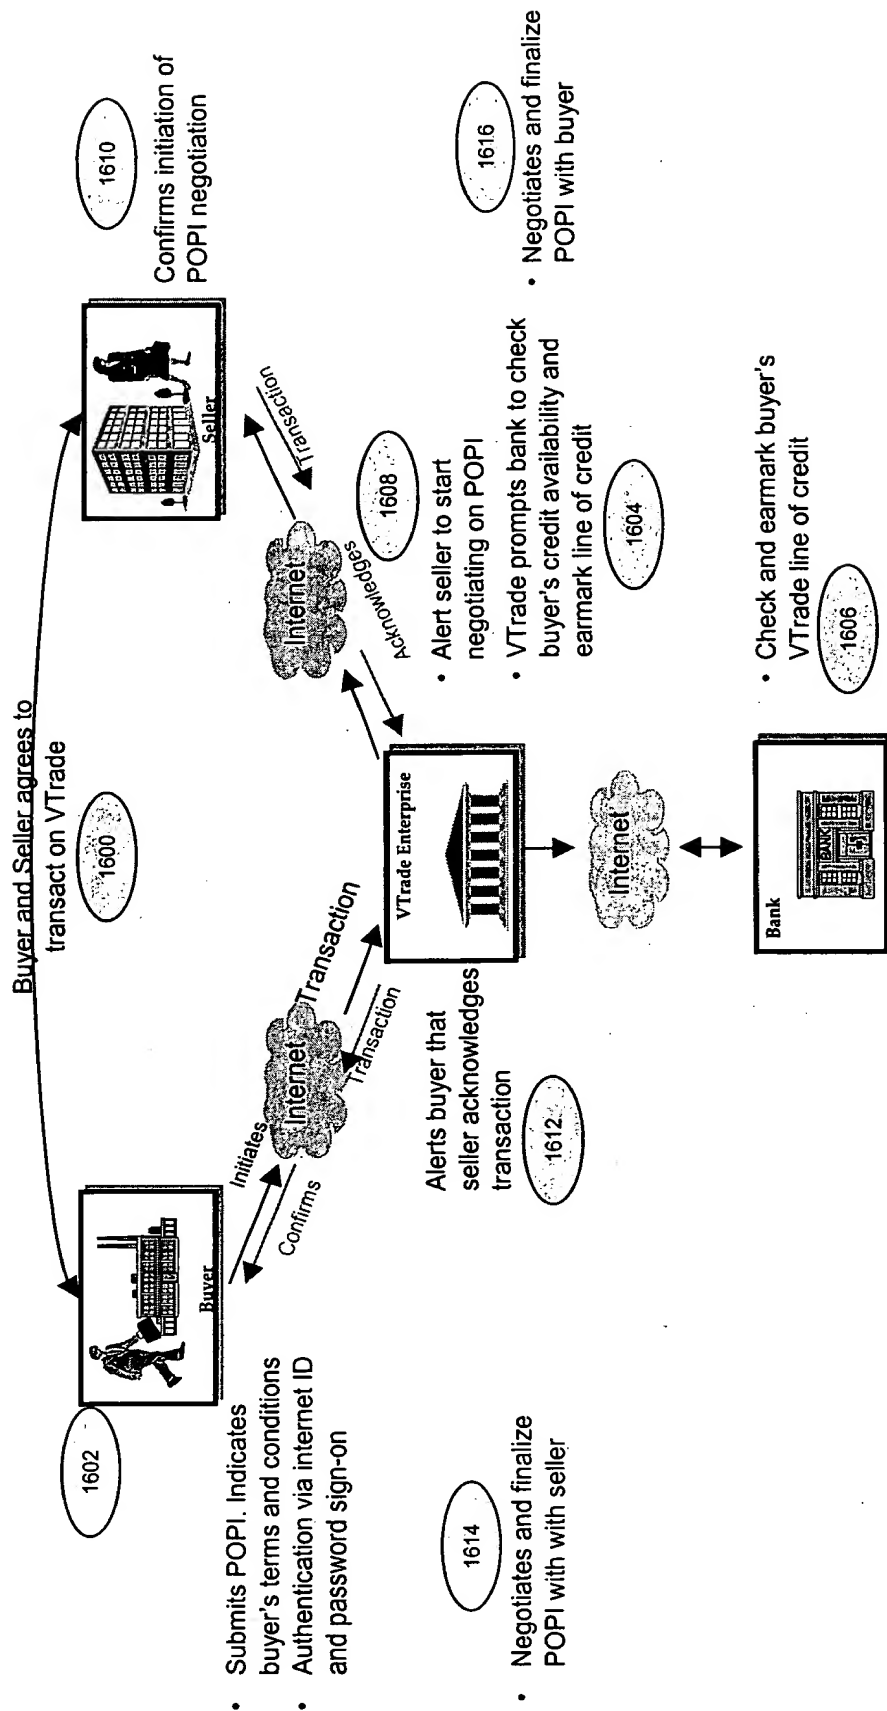 Buyer and Seller agrees to
transact on VTrade
1600
1602
Buyer
• Submits POPI. Indicates
buyer's terms and conditions
• Authentication via internet ID
and password sign-on
Initiates
Internet
Transaction
Confirms
Transaction
1610
Confirms initiation of
POPI negotiation
Seller
Transaction
Internet
Acknowledges
1608
• Alert seller to start
negotiating on POPI
• VTrade prompts bank to check
buyer's credit availability and
earmark line of credit
1604
VTrade Enterprise
Alerts buyer that
seller acknowledges
transaction
1612
1614
• Negotiates and finalize
POPI with with seller
1616
• Negotiates and finalize
POPI with buyer
Internet
Bank
BANK
• Check and earmark buyer's
VTrade line of credit
1606